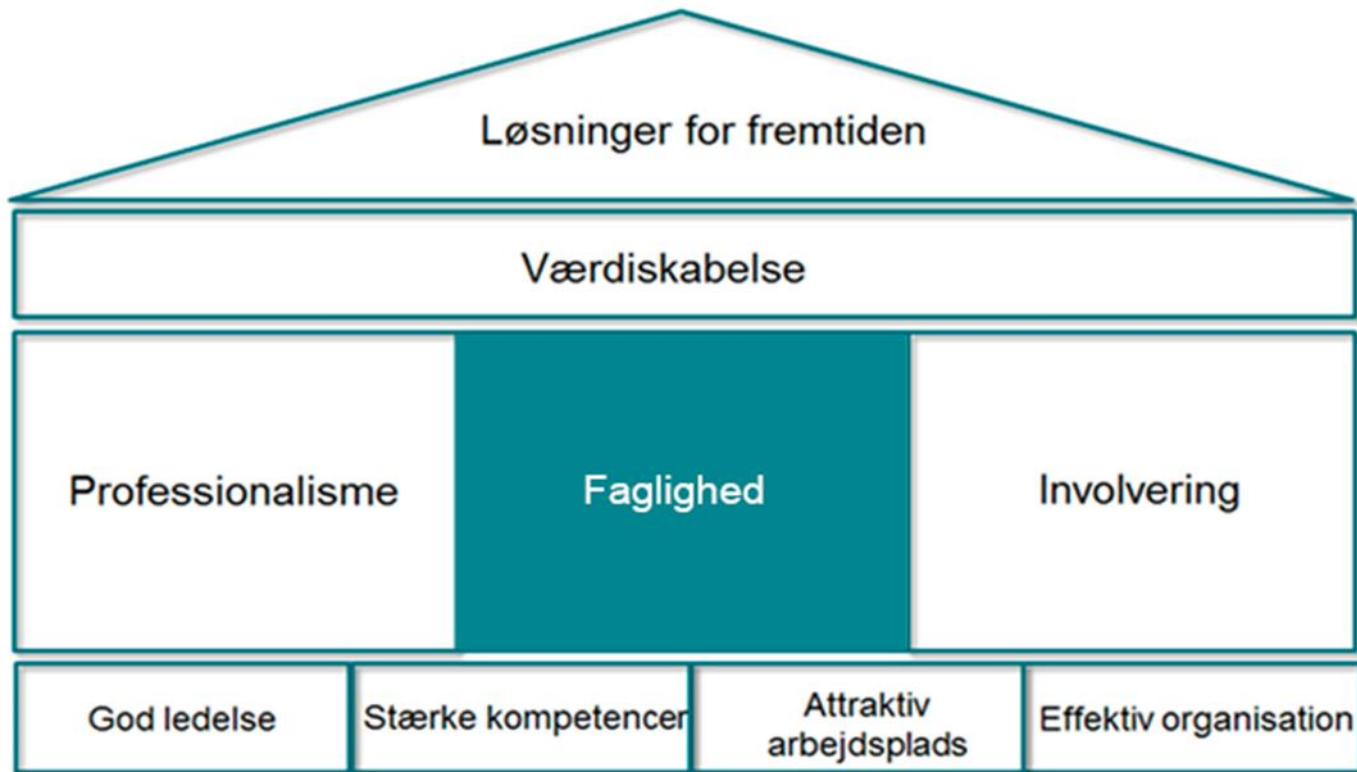 Løsninger for fremtiden
Værdiskabelse
Professionalisme
Faglighed
Involvering
God ledelse
Stærke kompetencer
Attraktiv
arbejdsplads
Effektiv organisation